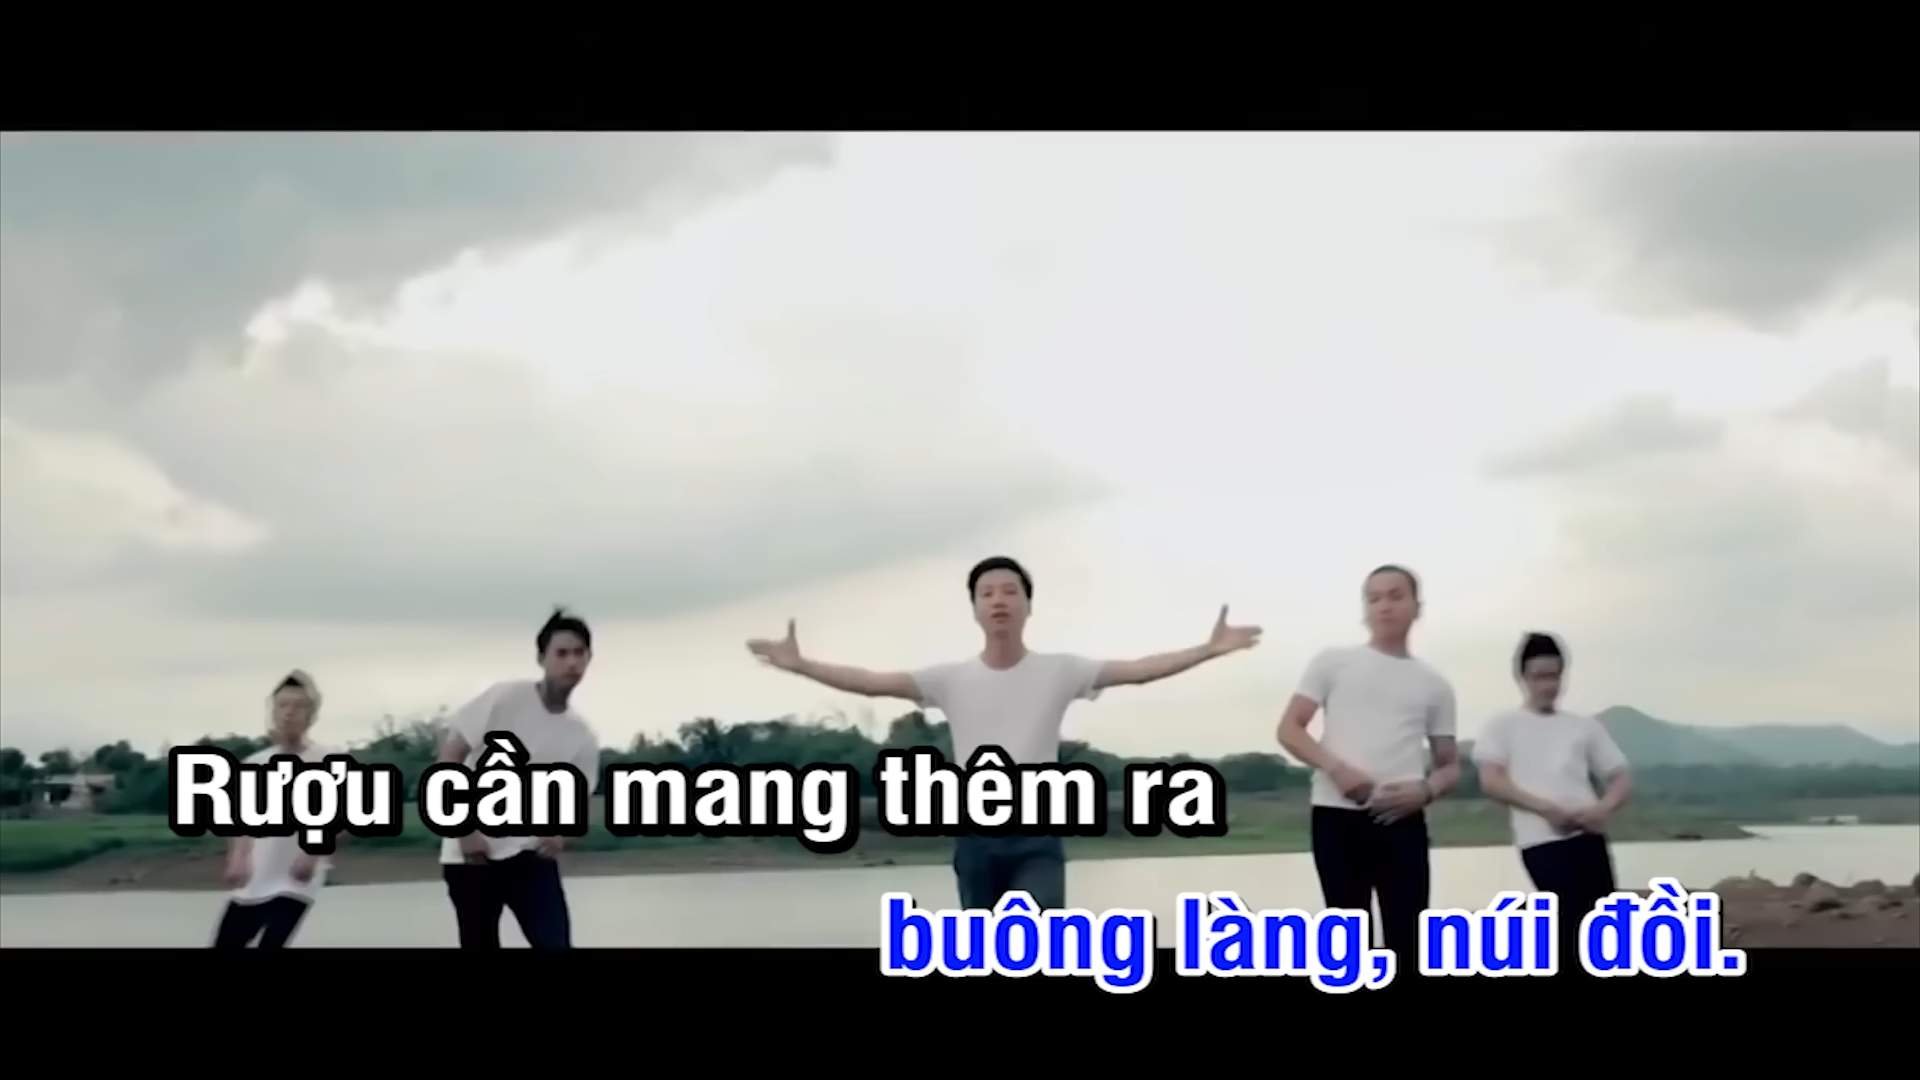 Rượu cần mang thêm ra
buông làng, núi đồi.